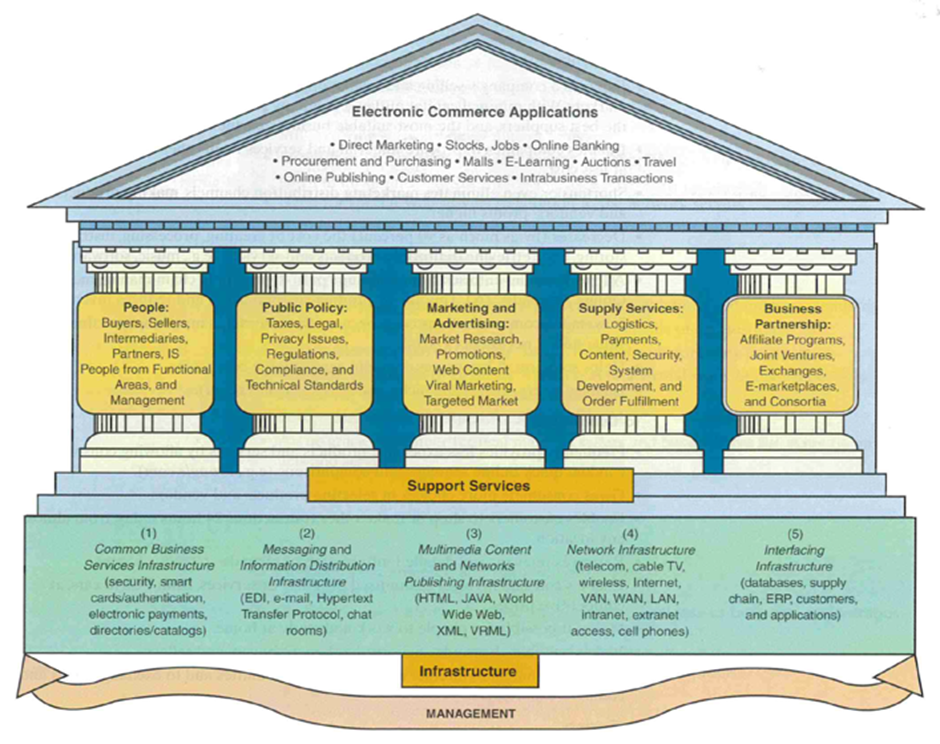 Electronic Commerce Applications
• Direct Marketing • Stocks, Jobs • Online Banking
• Procurement and Purchasing • Malls • E-Learning • Auctions • Travel
• Online Publishing • Customer Services • Intrabusiness Transactions
People:
Buyers, Sellers,
Intermediaries,
Partners, IS
People from Functional
Areas, and
Management
Public Policy:
Taxes, Legal,
Privacy Issues,
Regulations,
Compliance, and
Technical Standards
Marketing and
Advertising:
Market Research,
Promotions,
Web Content
Viral Marketing,
Targeted Market
Supply Services:
Logistics,
Payments,
Content, Security,
System
Development, and
Order Fulfillment
Business
Partnership:
Affiliate Programs,
Joint Ventures,
Exchanges,
E-marketplaces,
and Consortia
Support Services
(1)
Common Business
Services Infrastructure
(security, smart
cards/authentication,
electronic payments,
directories/catalogs)
(2)
Messaging and
Information Distribution
Infrastructure
(EDI, e-mail, Hypertext
Transfer Protocol, chat
rooms)
(3)
Multimedia Content
and Networks
Publishing Infrastructure
(HTML, JAVA, World
Wide Web,
XML, VRML)
(4)
Network Infrastructure
(telecom, cable TV,
wireless, Internet,
VAN, WAN, LAN,
intranet, extranet
access, cell phones)
(5)
Interfacing
Infrastructure
(databases, supply
chain, ERP, customers,
and applications)
Infrastructure
MANAGEMENT